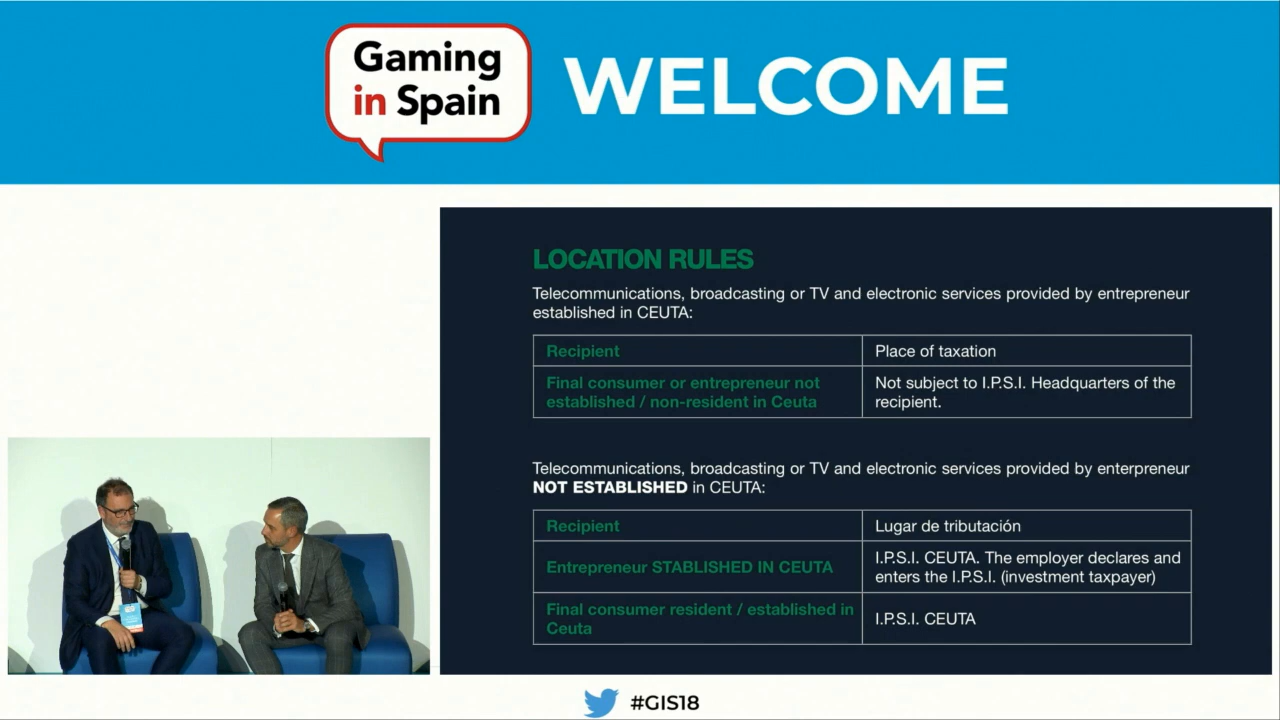 Gaming
in Spain
WELCOME
LOCATION RULES
Telecommunications, broadcasting or TV and electronic services provided by entrepreneur
established in CEUTA:
Recipient
Place of taxation
Final consumer or entrepreneur not
established / non-resident in Ceuta
Not subject to I.P.S.I. Headquarters of the
recipient.
Telecommunications, broadcasting or TV and electronic services provided by enterpreneur
NOT ESTABLISHED in CEUTA:
Recipient
Lugar de tributación
Entrepreneur STABLISHED IN CEUTA
I.P.S.I. CEUTA. The employer declares and
enters the I.P.S.I. (investment taxpayer)
Final consumer resident / established in
Ceuta
I.P.S.I. CEUTA
#GIS18